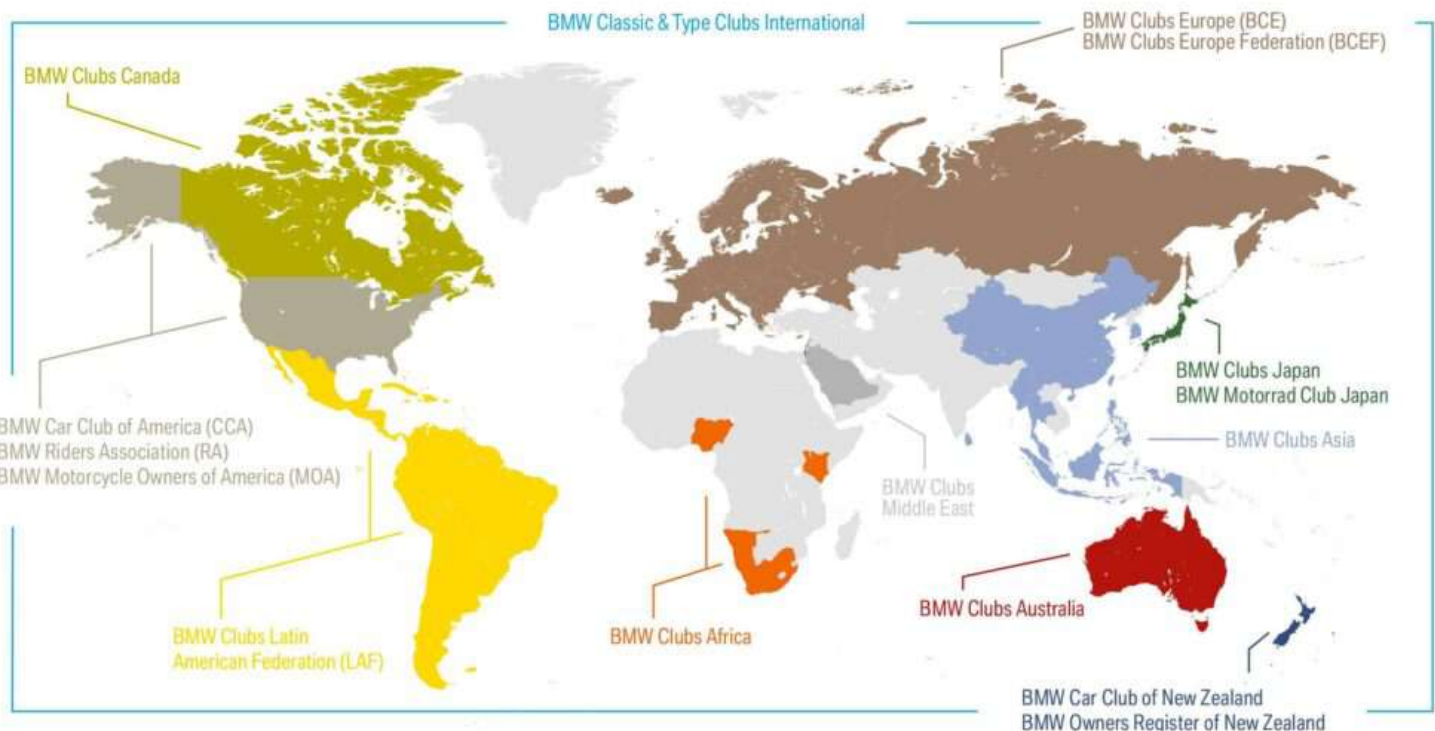 BMW Classic & Type Clubs International
BMW Clubs Europe (BCE)
BMW Clubs Europe Federation (BCEF)
BMW Clubs Canada
BMW Clubs Japan
BMW Motorrad Club Japan
BMW Car Club of America (CCA)
BMW Riders Association (RA)
BMW Motorcycle Owners of America (MOA)
BMW Clubs Asia
BMW Clubs
Middle East
BMW Clubs Australia
BMW Clubs Latin
American Federation (LAF)
BMW Clubs Africa
BMW Car Club of New Zealand
BMW Owners Register of New Zealand